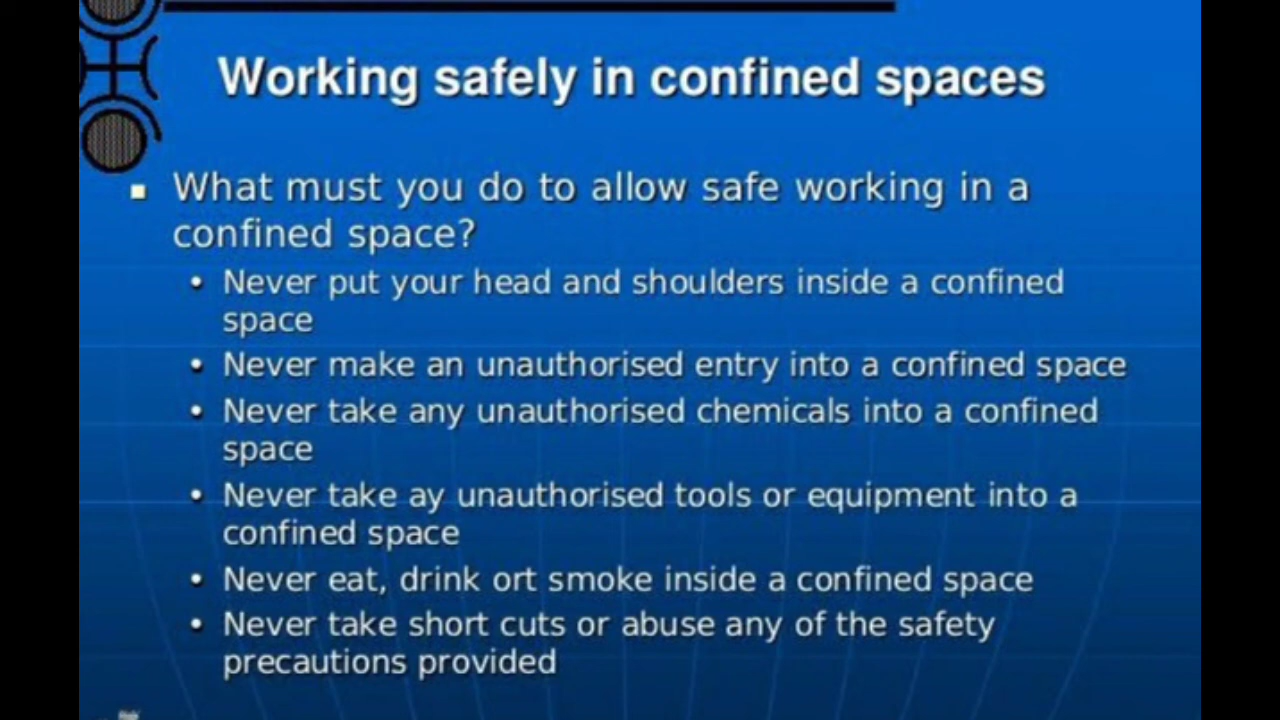 Working safely in confined spaces
What must you do to allow safe working in a
confined space?
Never put your head and shoulders inside a confined
space
Never make an unauthorised entry into a confined space
Never take any unauthorised chemicals into a confined
space
Never take ay unauthorised tools or equipment into a
confined space
Never eat, drink ort smoke inside a confined space
Never take short cuts or abuse any of the safety
precautions provided